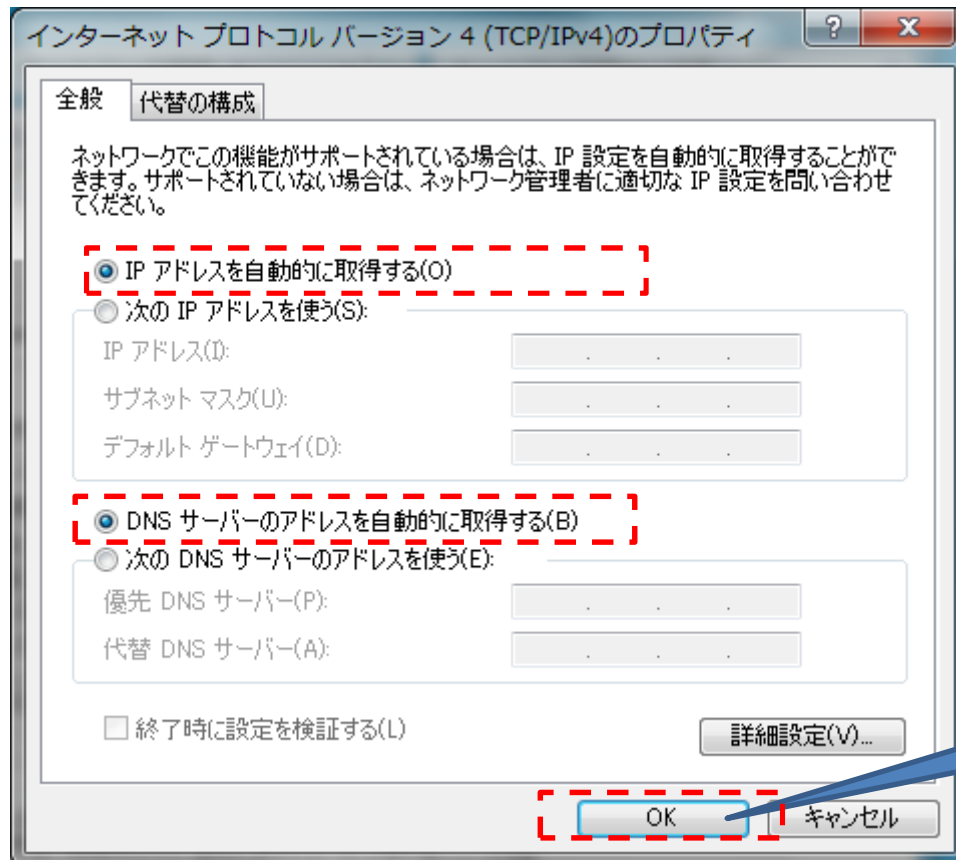 インターネット プロトコル バージョン 4 (TCP/IPv4)のプロパティ
全般
代替の構成
ネットワークでこの機能がサポートされている場合は、IP 設定を自動的に取得することがで
きます。サポートされていない場合は、ネットワーク管理者に適切な IP 設定を問い合わせ
てください。
IP アドレスを自動的に取得する(O)
次の IP アドレスを使う(S):
IP アドレス(I):
サブネット マスク(U):
デフォルト ゲートウェイ(D):
DNS サーバーのアドレスを自動的に取得する(B)
次の DNS サーバーのアドレスを使う(E):
優先 DNS サーバー(P):
代替 DNS サーバー(A):
終了時に設定を検証する(L)
詳細設定(V)...
OK
キャンセル